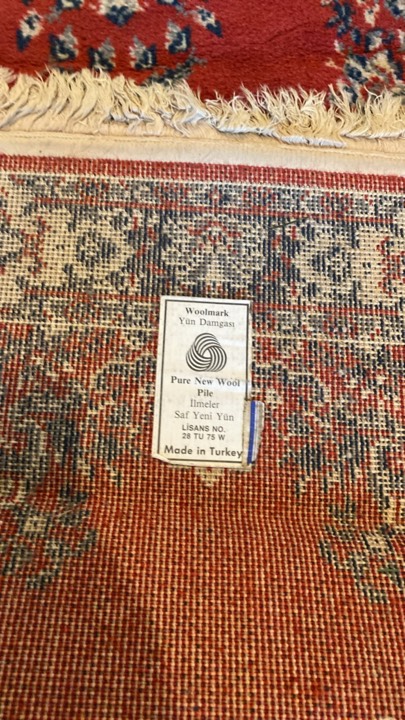 Woolmark
Yün Damgası
Pure New Wool
Pile
İlmeler
Saf Yeni Yün
LİSANS NO.
28 TU 75 W
Made in Turkey